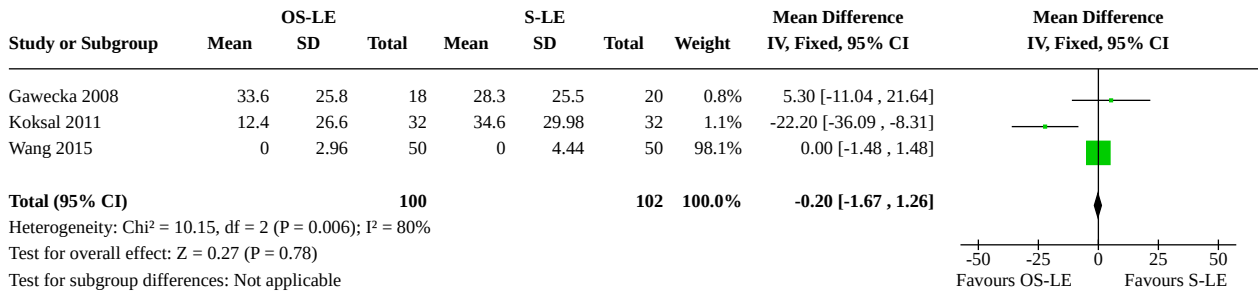 OS-LE S-LE Mean Difference Mean Difference
Study or Subgroup Mean SD Total Mean SD Total Weight IV, Fixed, 95% CI IV, Fixed, 95% CI
Gawecka 2008 33.6 25.8 18 28.3 25.5 20 0.8% 5.30 [-11.04 , 21.64]
Koksal 2011 12.4 26.6 32 34.6 29.98 32 1.1% -22.20 [-36.09 , -8.31]
Wang 2015 0 2.96 50 0 4.44 50 98.1% 0.00 [-1.48 , 1.48]
Total (95% CI) 100 102 100.0% -0.20 [-1.67 , 1.26]
Heterogeneity: Chi² = 10.15, df = 2 (P = 0.006); I² = 80%
Test for overall effect: Z = 0.27 (P = 0.78)
Test for subgroup differences: Not applicable
-50 -25 0 25 50
Favours OS-LE Favours S-LE